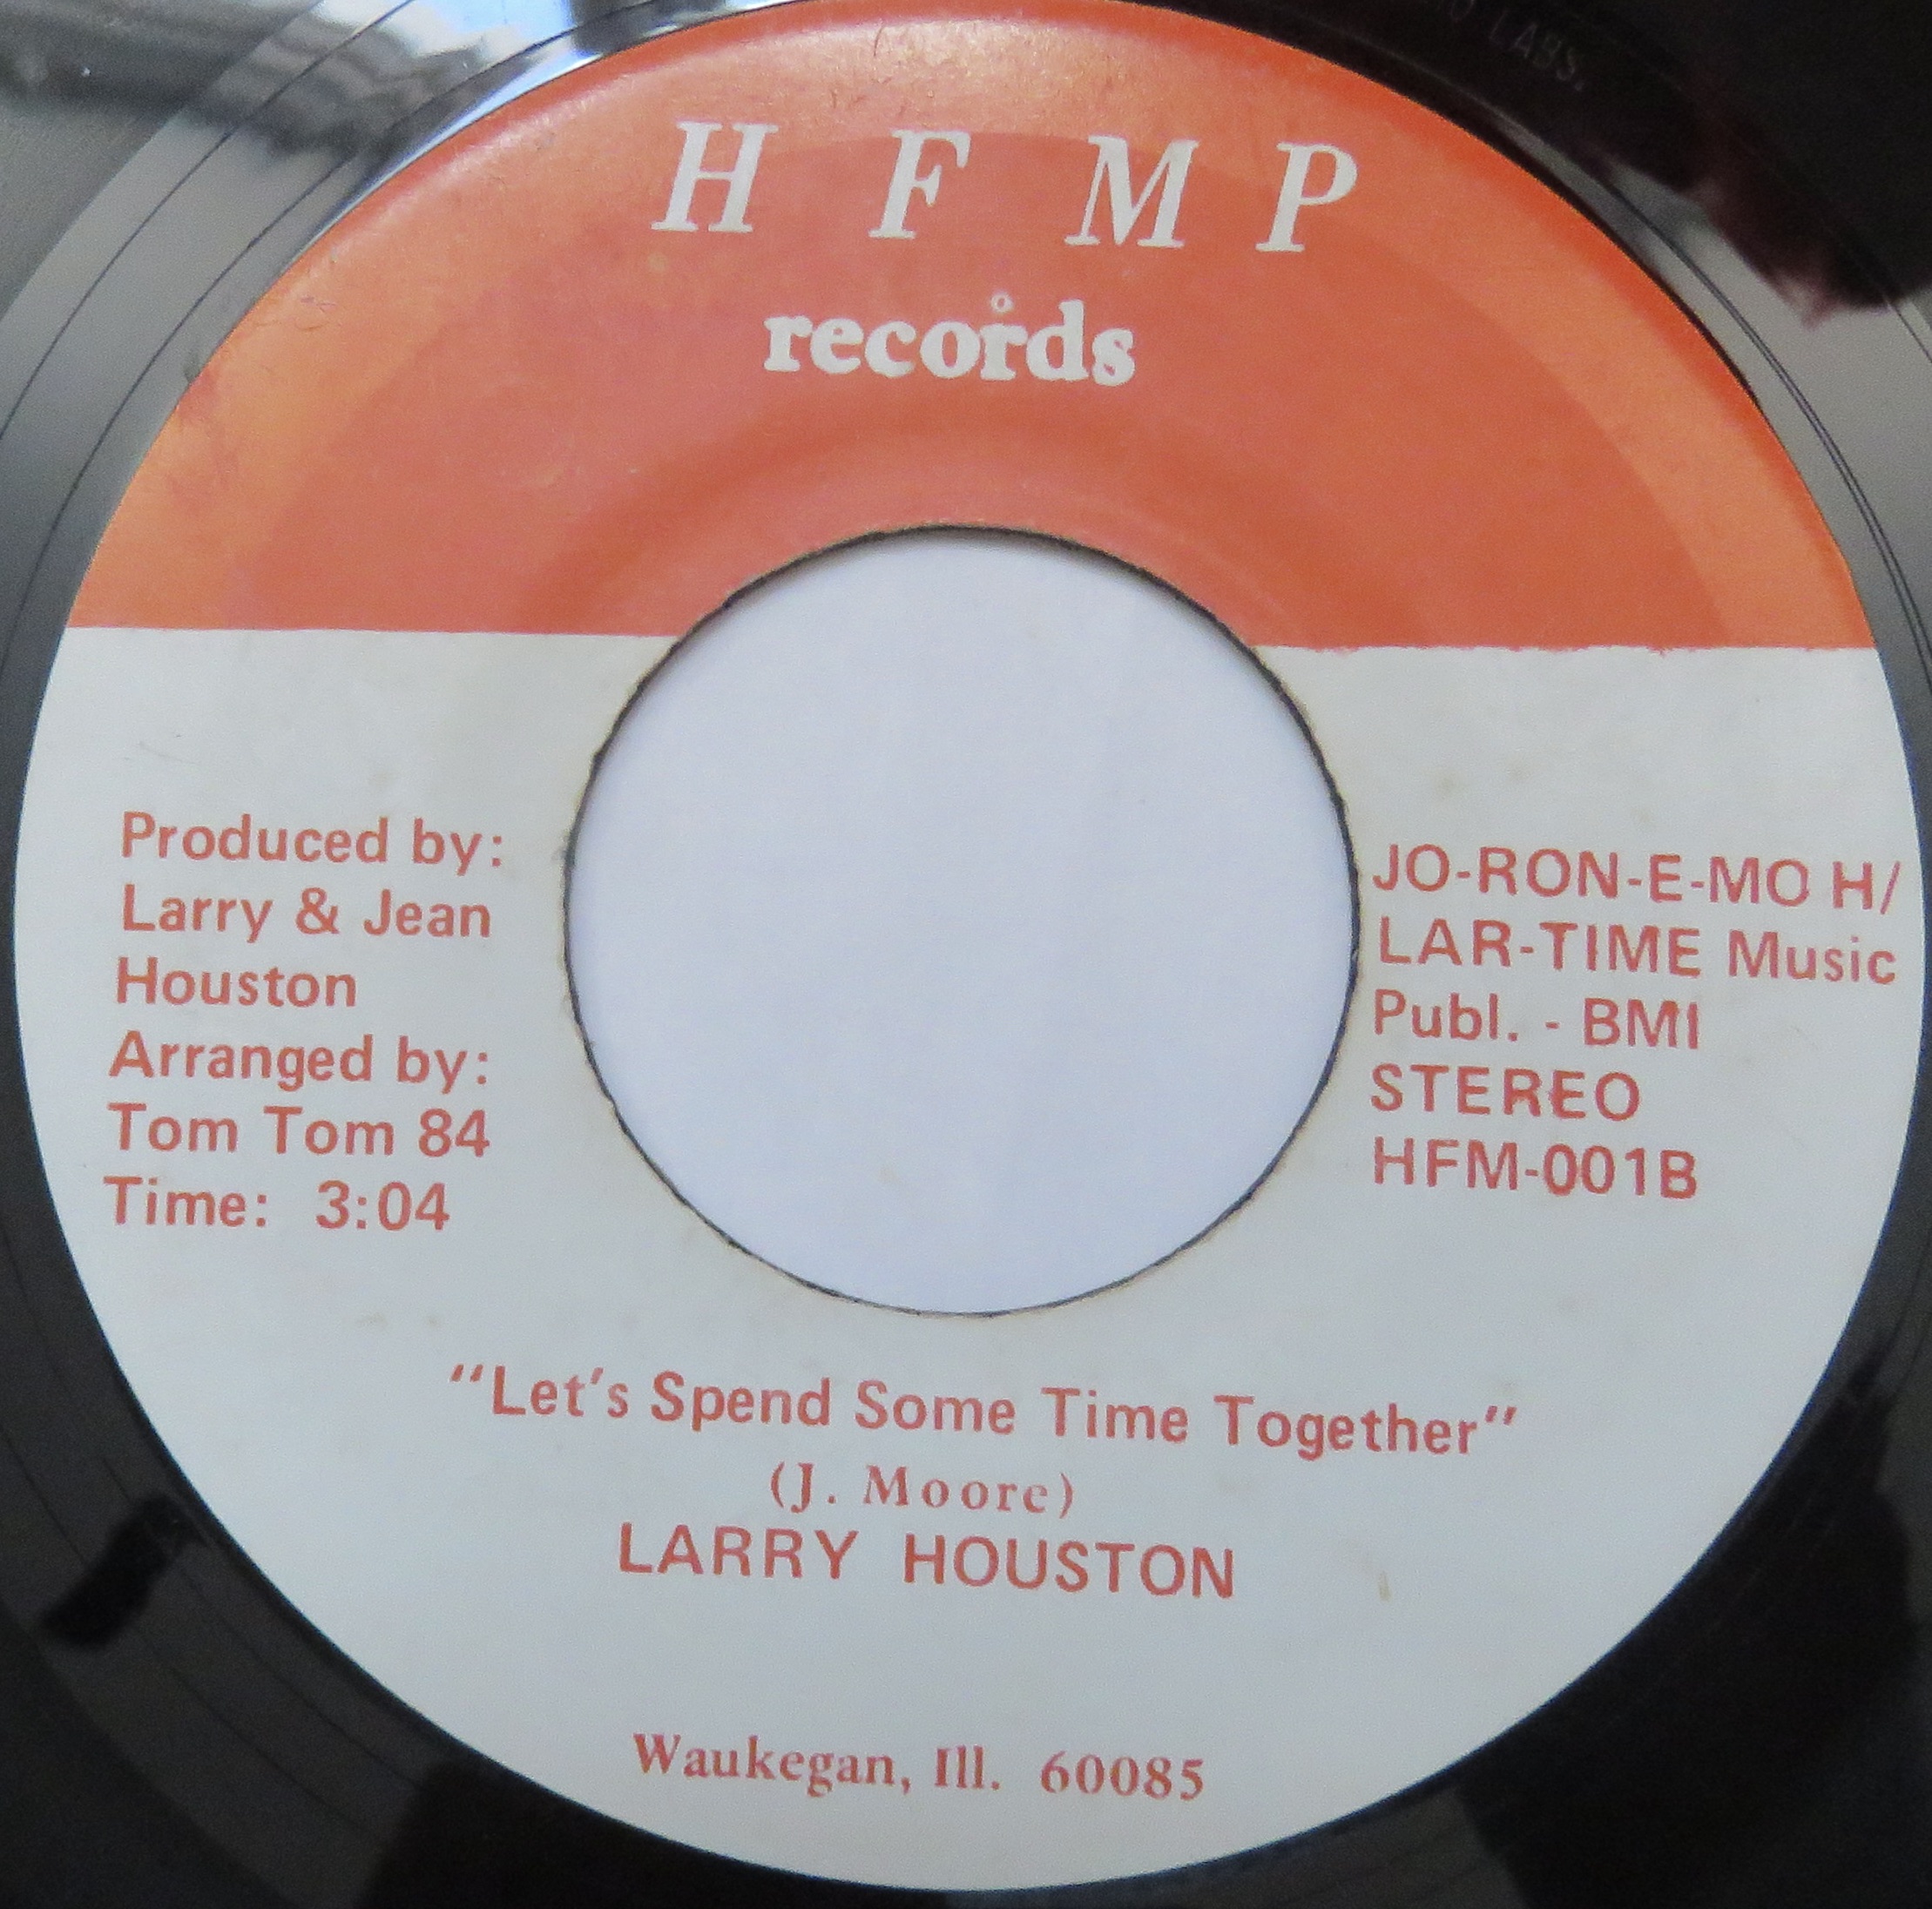 LABS.
H F M P
records
Produced by:
Larry & Jean
Houston
Arranged by:
Tom Tom 84
Time: 3:04
JO-RON-E-MO H/
LAR-TIME Music
Publ. - BMI
STEREO
HFM-001B
"Let's Spend Some Time Together"
(J. Moore)
LARRY HOUSTON
Waukegan, Ill. 60085